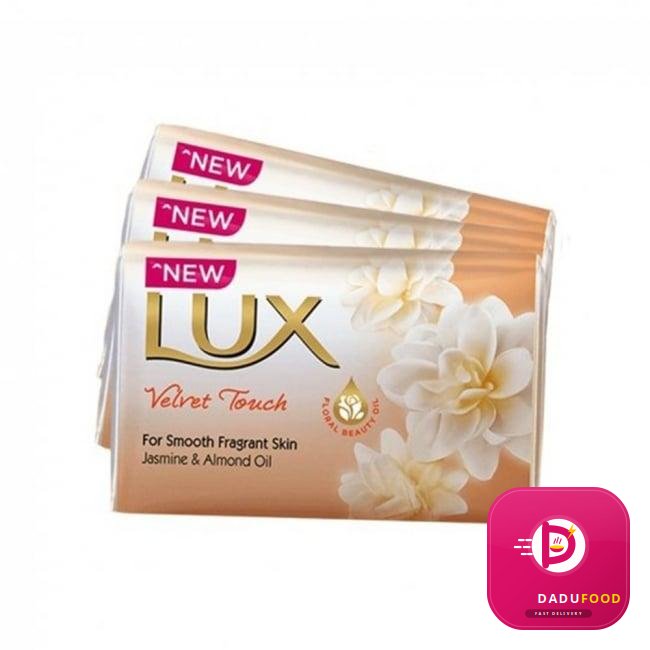 ^NEW
^NEW
^NEW
LUX
Velvet Touch
FLORAL BEAUTY OIL
For Smooth Fragrant Skin
Jasmine & Almond Oil
DADUFOOD
FAST DELIVERY